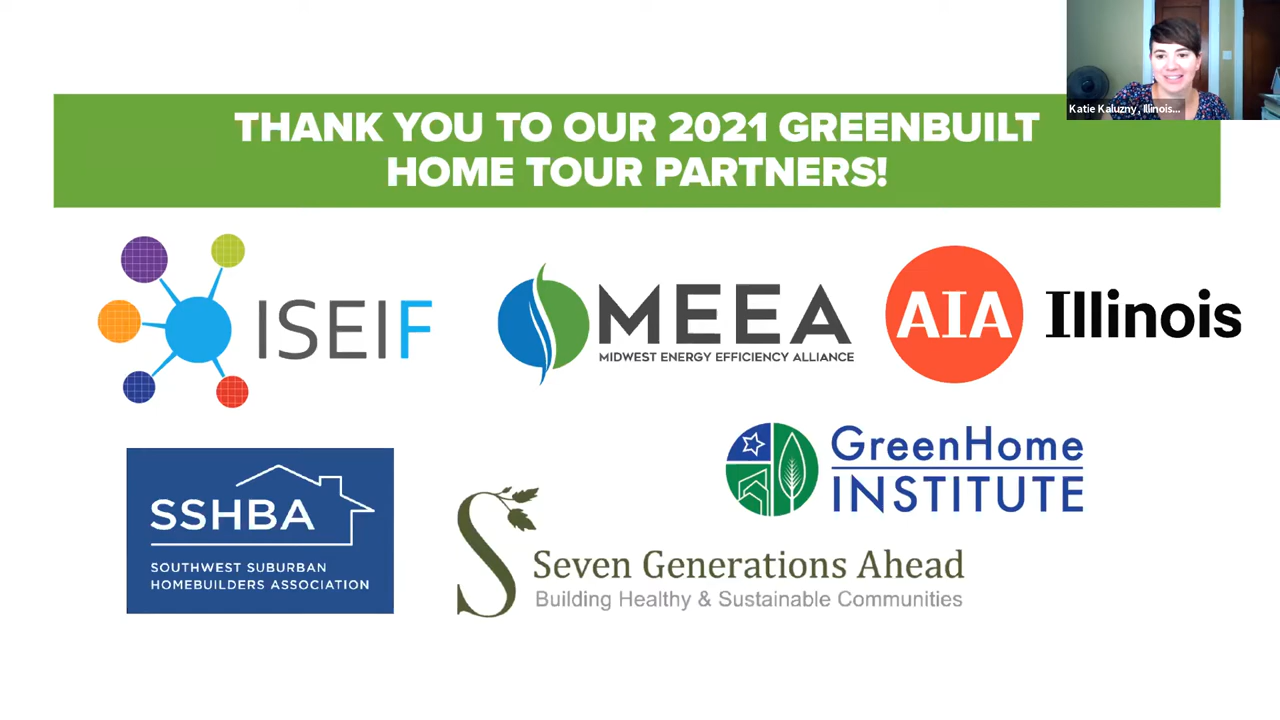 Katie Kaluzny, Illinois...
THANK YOU TO OUR 2021 GREENBUILT
HOME TOUR PARTNERS!
ISEIF
MEEA
MIDWEST ENERGY EFFICIENCY ALLIANCE
AIA Illinois
GreenHome
INSTITUTE
SSHBA
SOUTHWEST SUBURBAN
HOMEBUILDERS ASSOCIATION
Seven Generations Ahead
Building Healthy & Sustainable Communities